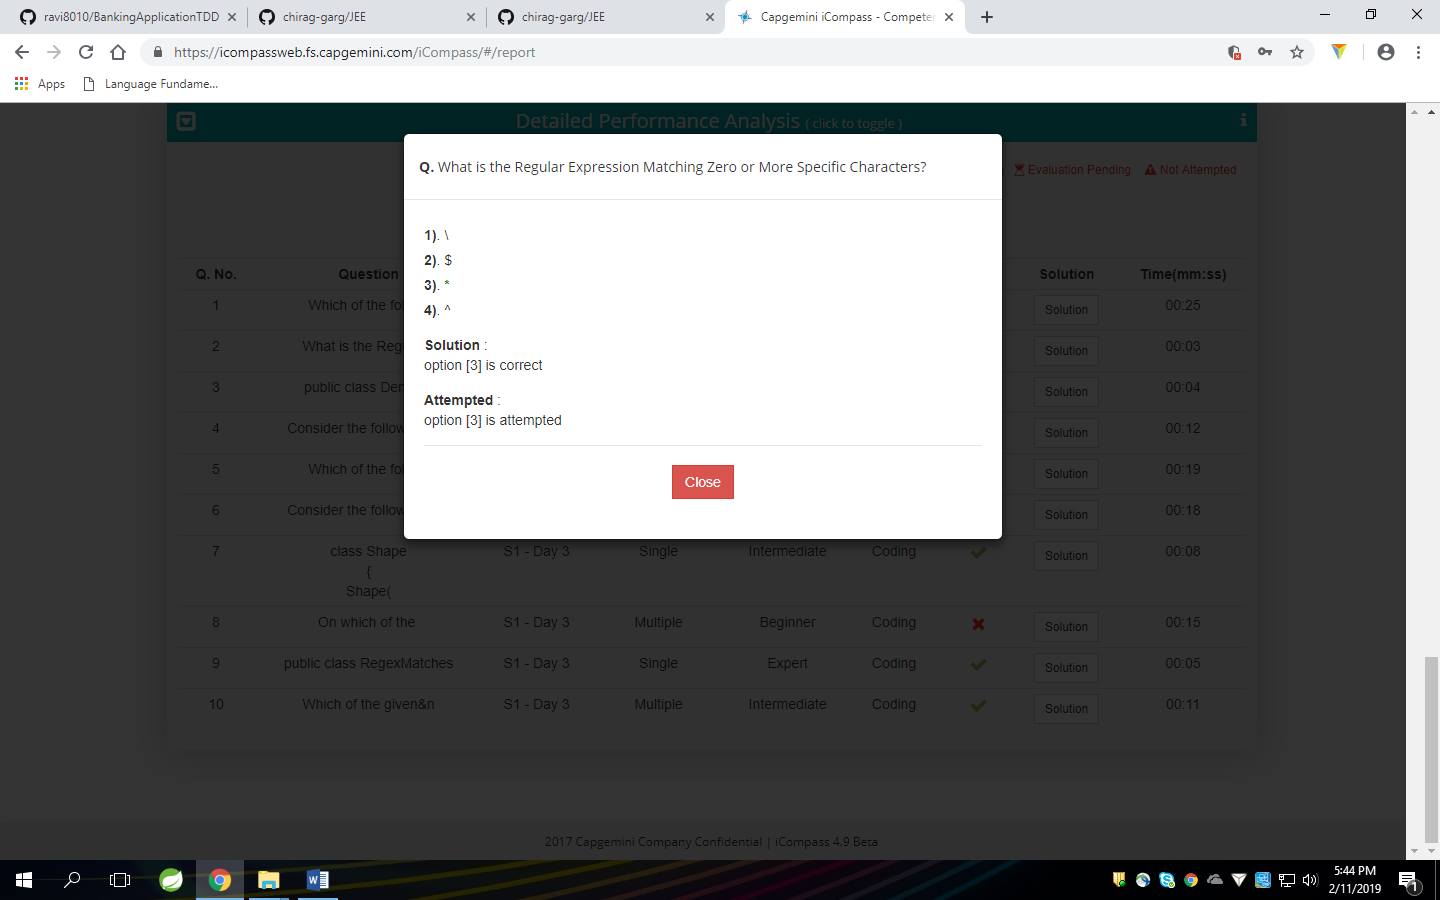 ravi8010/BankingApplicationTDD
chirag-garg/JEE
chirag-garg/JEE
Capgemini iCompass - Competen
https://icompassweb.fs.capgemini.com/iCompass/#/report
Apps
Language Fundame...
Detailed Performance Analysis ( click to toggle )
Evaluation Pending Not Attempted
Q. What is the Regular Expression Matching Zero or More Specific Characters?
1). \
2). $
3). *
4). ^
Solution :
option [3] is correct
Attempted :
option [3] is attempted
Close
Q. No. Question Solution Time(mm:ss)
1 Which of the fol Solution 00:25
2 What is the Reg Solution 00:03
3 public class Den Solution 00:04
4 Consider the follow Solution 00:12
5 Which of the fol Solution 00:19
6 Consider the follow Solution 00:18
7 class Shape S1 - Day 3 Single Intermediate Coding Solution 00:08
{
Shape(
8 On which of the S1 - Day 3 Multiple Beginner Coding Solution 00:15
9 public class RegexMatches S1 - Day 3 Single Expert Coding Solution 00:05
10 Which of the given&n S1 - Day 3 Multiple Intermediate Coding Solution 00:11
2017 Capgemini Company Confidential | iCompass 4.9 Beta
5:44 PM
2/11/2019
1